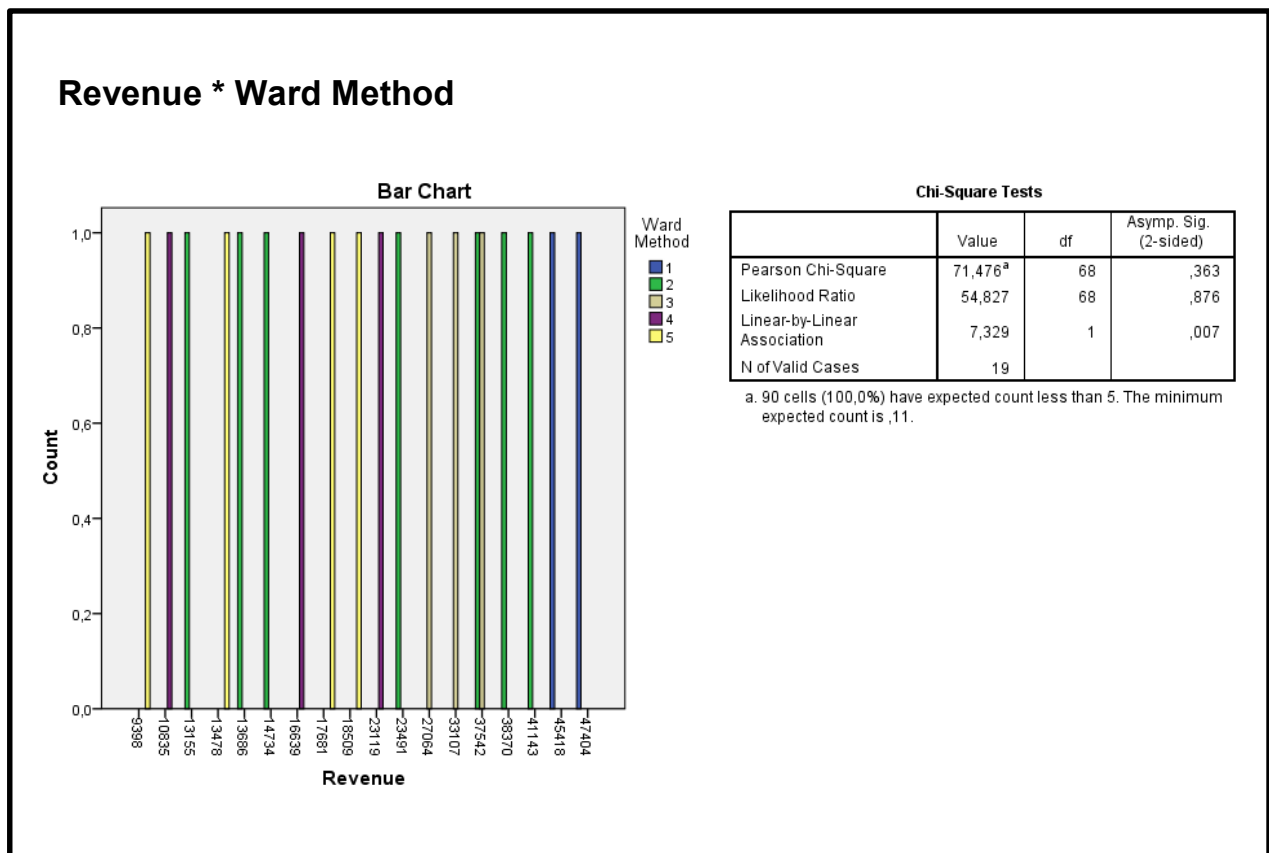 Revenue * Ward Method
Bar Chart
Count
1,0
0,8
0,6
0,4
0,2
0,0
9398
10835
13155
13478
13686
14734
16639
17681
18509
23119
23491
27064
33107
37542
38370
41143
45418
47404
Revenue
Ward
Method
1
2
3
4
5
Chi-Square Tests
Value df Asymp. Sig.
(2-sided)
Pearson Chi-Square 71,476a 68 ,363
Likelihood Ratio 54,827 68 ,876
Linear-by-Linear
Association 7,329 1 ,007
N of Valid Cases 19
a. 90 cells (100,0%) have expected count less than 5. The minimum
expected count is ,11.